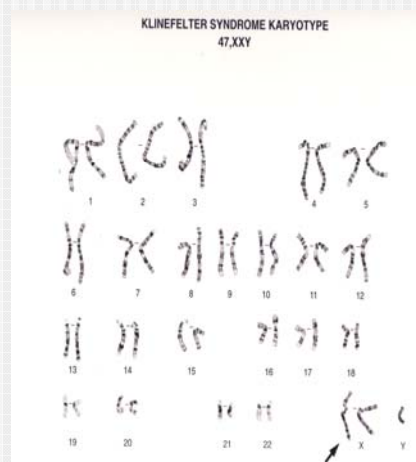 KLINEFELTER SYNDROME KARYOTYPE
47,XXY
1 2 3 4 5
6 7 8 9 10 11 12
13 14 15 16 17 18
19 20 21 22 X Y